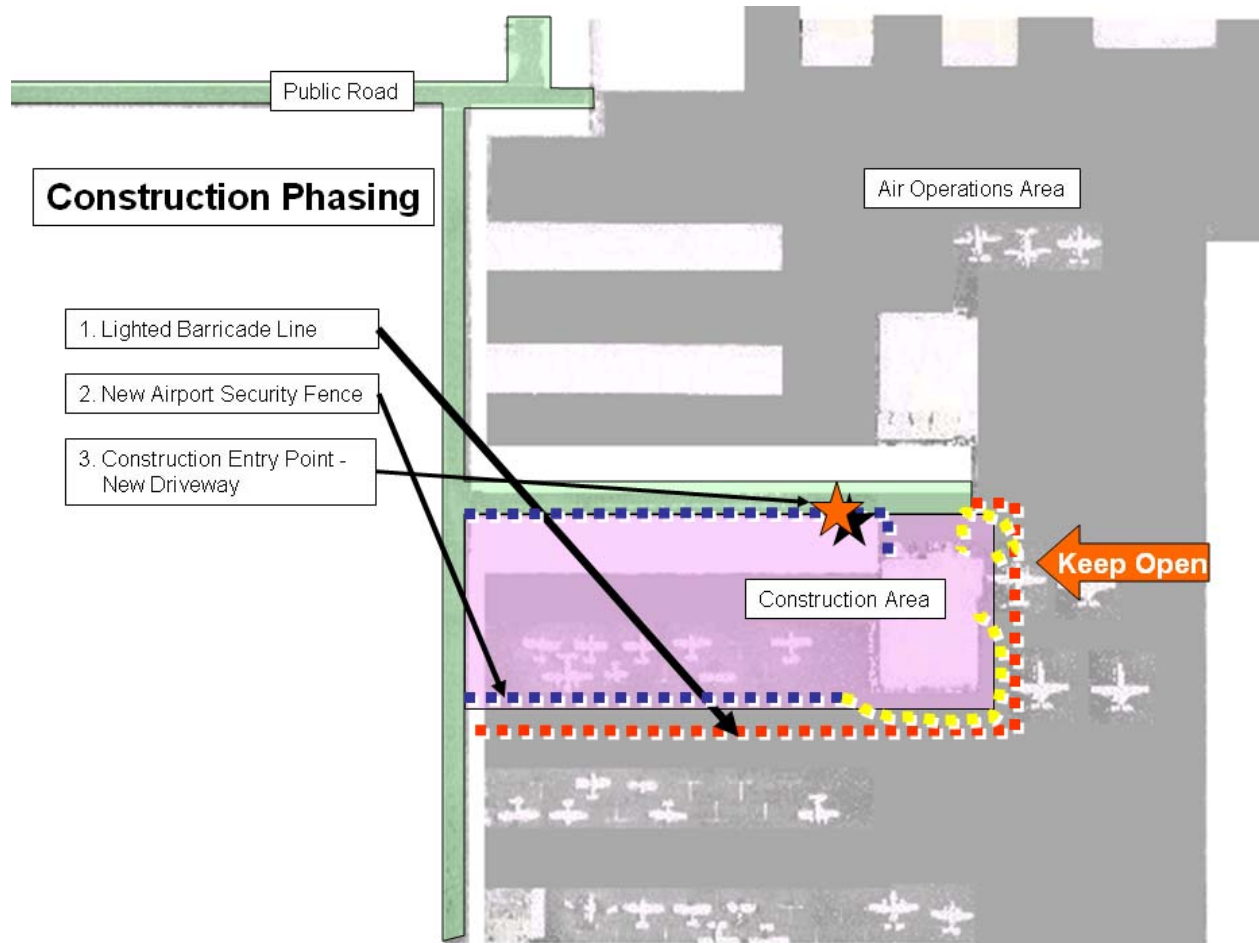 Public Road
Construction Phasing
Air Operations Area
1. Lighted Barricade Line
2. New Airport Security Fence
3. Construction Entry Point -
New Driveway
Keep Open
Construction Area